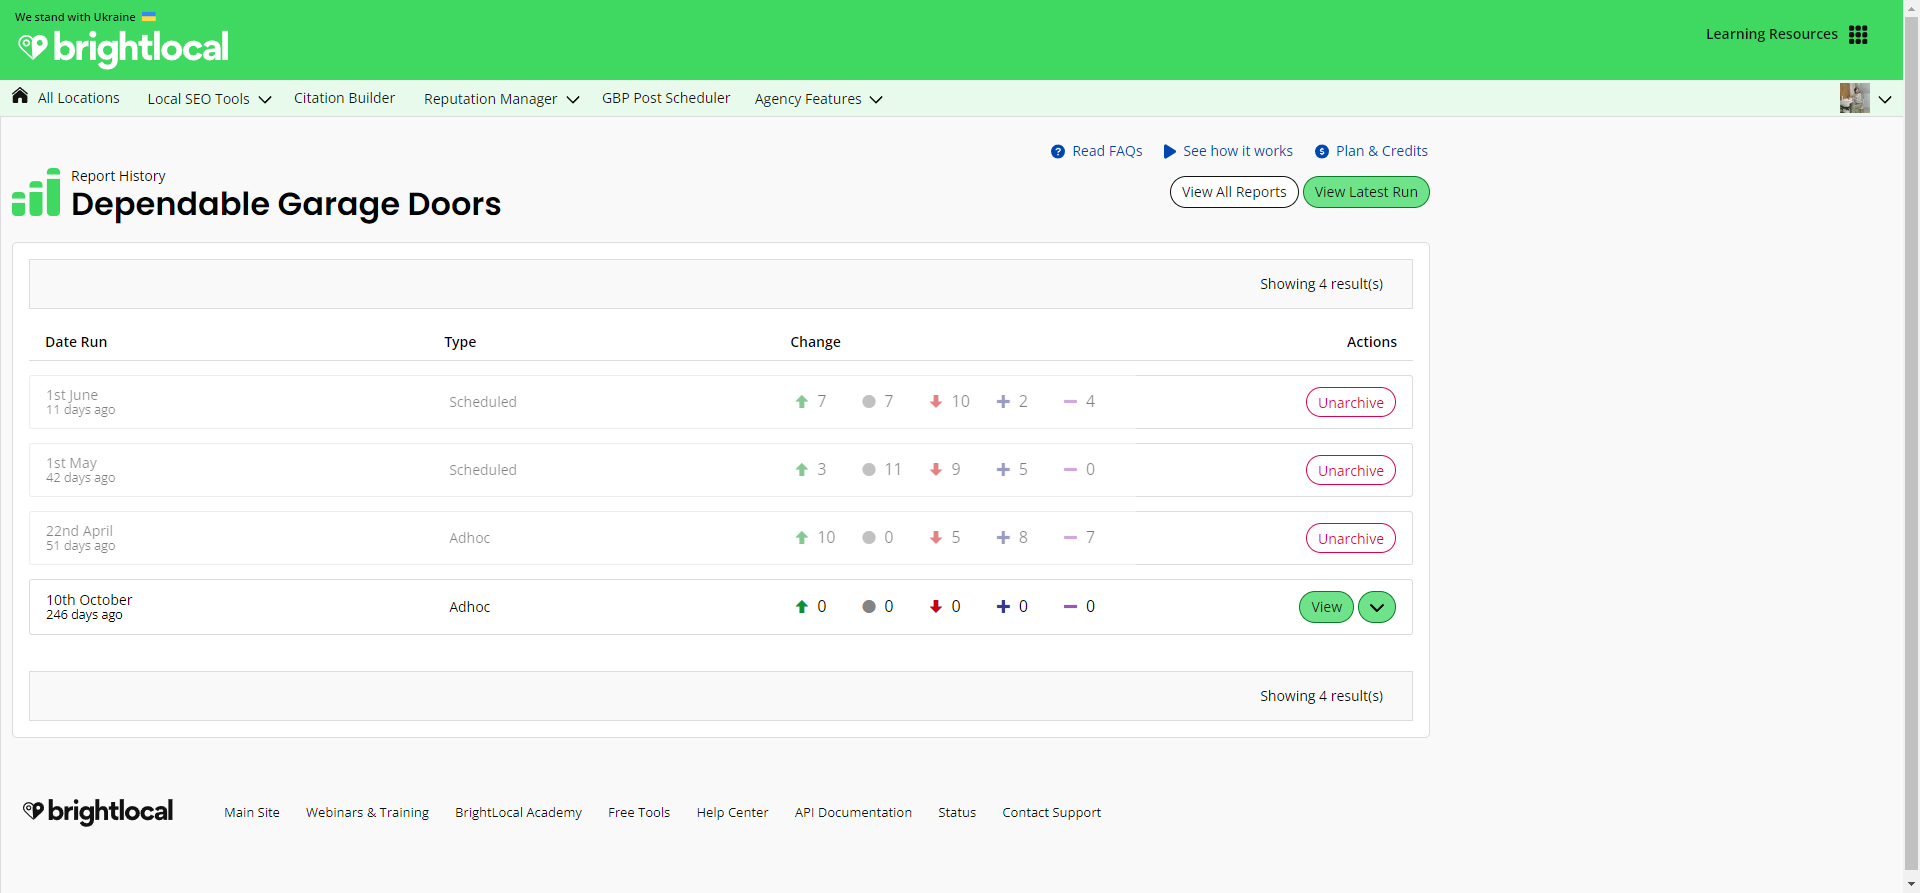 We stand with Ukraine
brightlocal
Learning Resources
All Locations
Local SEO Tools
Citation Builder
Reputation Manager
GBP Post Scheduler
Agency Features
Read FAQs
See how it works
Plan & Credits
Report History
Dependable Garage Doors
View All Reports
View Latest Run
Showing 4 result(s)
Date Run Type Change Actions
1st June
11 days ago
Scheduled 7 7 10 2 4 Unarchive
1st May
42 days ago
Scheduled 3 11 9 5 0 Unarchive
22nd April
51 days ago
Adhoc 10 0 5 8 7 Unarchive
10th October
246 days ago
Adhoc 0 0 0 0 0 View
Showing 4 result(s)
brightlocal
Main Site
Webinars & Training
BrightLocal Academy
Free Tools
Help Center
API Documentation
Status
Contact Support